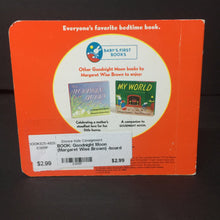 Everyone's favorite bedtime book.
BABY'S FIRST
BOOKS
Other Goodnight Moon books by
Margaret Wise Brown to enjoy:
MY WORLD
Celebrating a mother's
steadfast love for her
little bunny.
A companion to
GOODNIGHT MOON.
BOOK: Goodnight Moon
(Margaret Wise Brown) -board
$2.99
$2.99